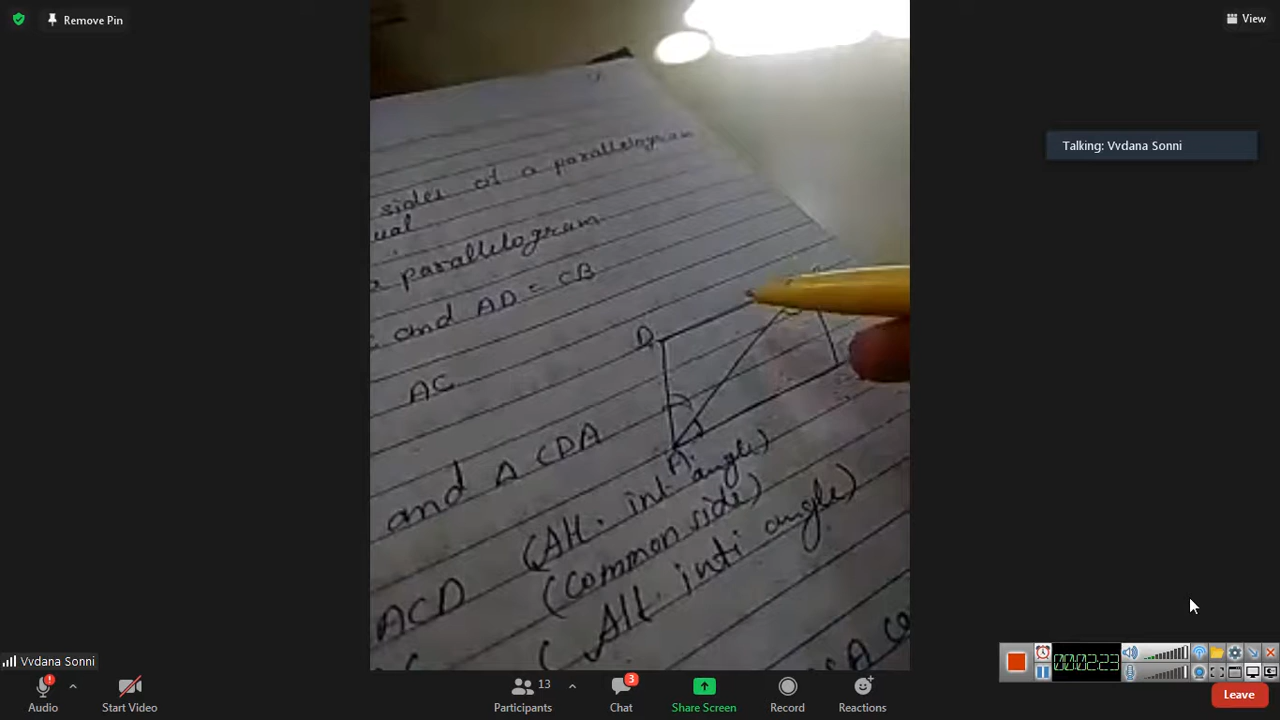 Remove Pin
View
Talking: Vvdana Sonni
sides of a parallelogram
ual
a parallelogram
and AD = CB
D
AC
A
and Δ CDA
(Alt. int. angle)
ACD
(Common side)
(Alt. inti angle)
Vvdana Sonni
000223
Audio
Start Video
13
Participants
3
Chat
Share Screen
Record
Reactions
Leave